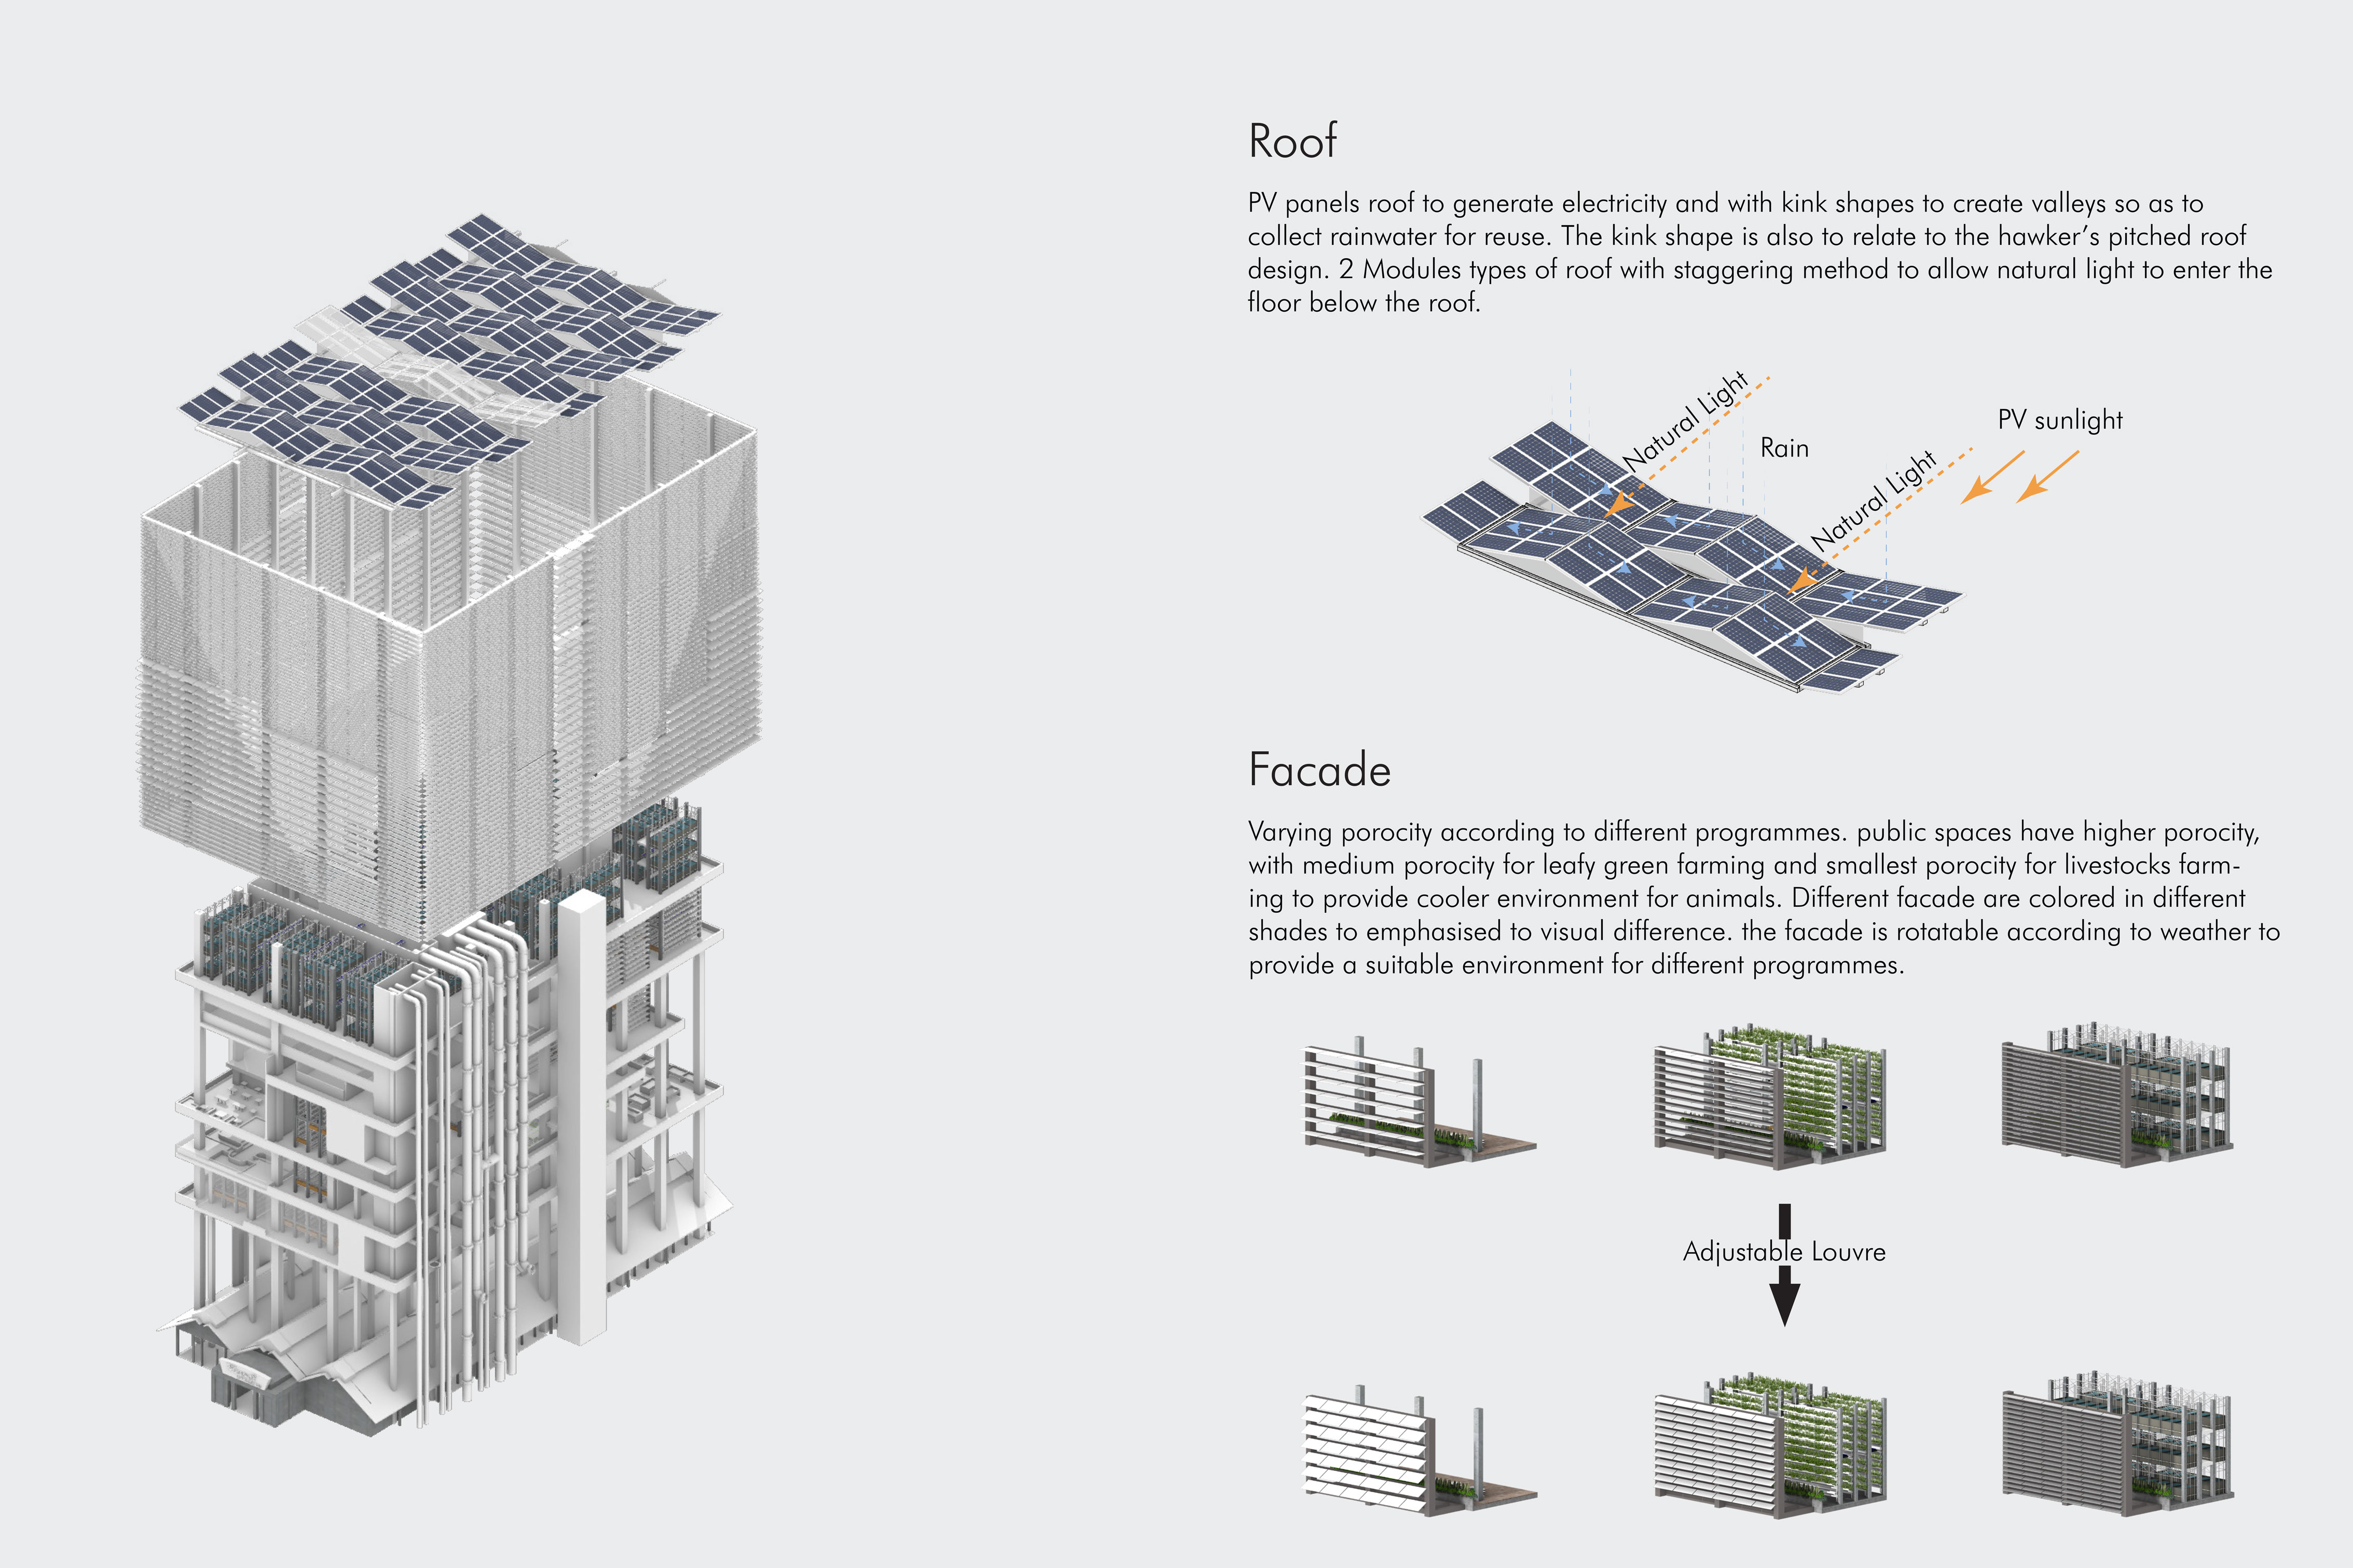 Roof
PV panels roof to generate electricity and with kink shapes to create valleys so as to
collect rainwater for reuse. The kink shape is also to relate to the hawker’s pitched roof
design. 2 Modules types of roof with staggering method to allow natural light to enter the
floor below the roof.
Natural Light
Rain
PV sunlight
Natural Light
Facade
Varying porocity according to different programmes. public spaces have higher porocity,
with medium porocity for leafy green farming and smallest porocity for livestocks farm-
ing to provide cooler environment for animals. Different facade are colored in different
shades to emphasised to visual difference. the facade is rotatable according to weather to
provide a suitable environment for different programmes.
Adjustable Louvre